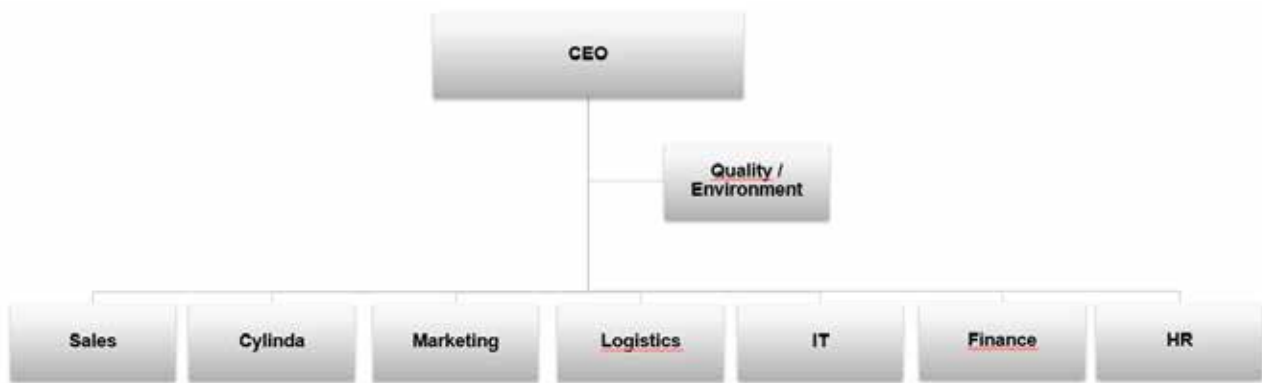 CEO
Quality /
Environment
Sales
Cylinda
Marketing
Logistics
IT
Finance
HR